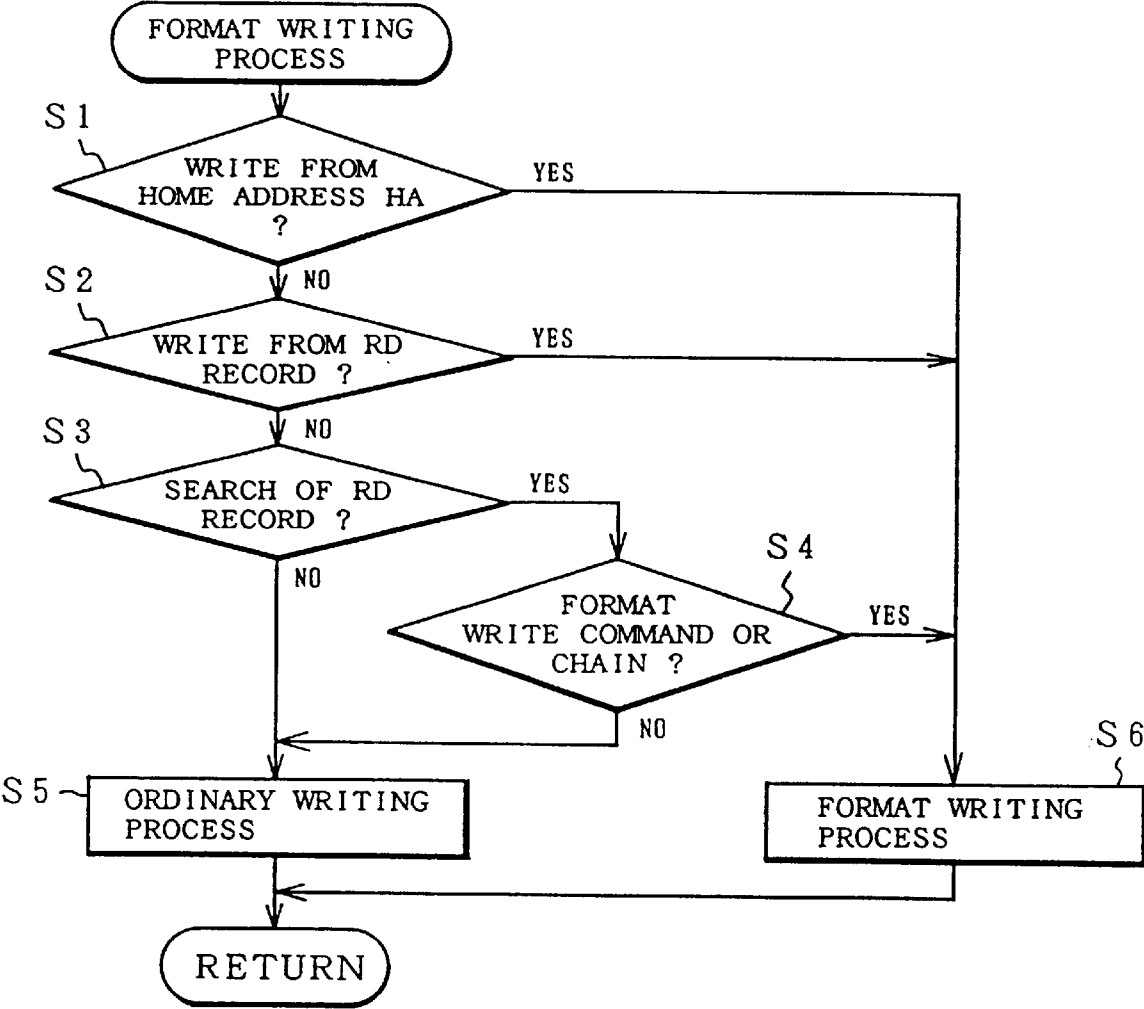 FORMAT WRITING
PROCESS
S1
WRITE FROM
HOME ADDRESS HA
?
YES
NO
S2
WRITE FROM RD
RECORD ?
YES
NO
S3
SEARCH OF RD
RECORD ?
YES
NO
S4
FORMAT
WRITE COMMAND OR
CHAIN ?
YES
NO
S5
ORDINARY WRITING
PROCESS
S6
FORMAT WRITING
PROCESS
RETURN